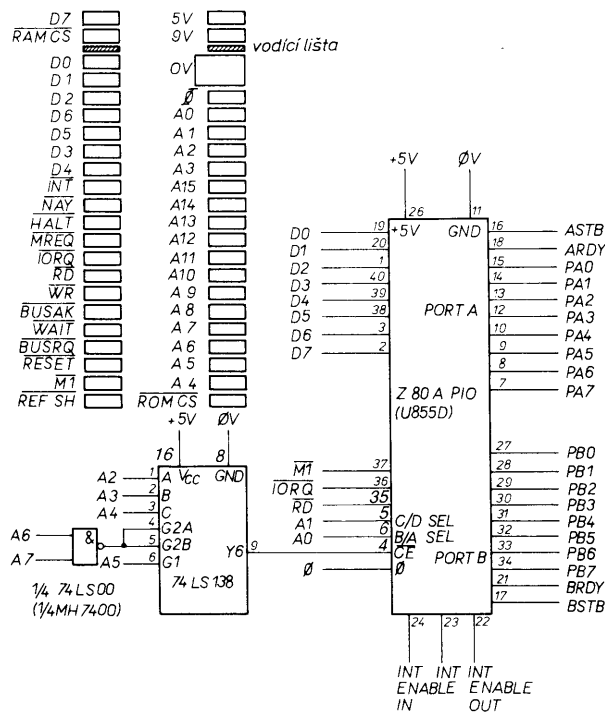 D7
RAMCS
D0
D1
D2
D6
D5
D3
D4
INT
NAY
HALT
MREQ
IORQ
RD
WR
BUSAK
WAIT
BUSRQ
RESET
M1
REF SH
5V
9V
vodící lišta
0V
Ø
A0
A1
A2
A3
A15
A14
A13
A12
A11
A10
A9
A8
A7
A6
A5
A4
ROMCS
+5V ØV
16 8
VCC GND
A2 1 A
A3 2 B
A4 3 C
A6 4 G2A
& 5 G2B Y6 9
A7 A5 6 G1
74LS138
1/4 74LS00
(1/4MH7400)
+5V ØV
26 11
+5V GND
D0 19
D1 20
D2 1
D3 40
D4 39
D5 38
D6 3
D7 2
16 ASTB
18 ARDY
15 PA0
14 PA1
13 PA2
12 PA3
10 PA4
9 PA5
8 PA6
7 PA7
PORT A
Z80A PIO
(U855D)
M1 37
IORQ 36
RD 35
A1 5 C/D SEL
A0 6 B/A SEL
4 CE
Ø Ø
PORT B
27 PB0
28 PB1
29 PB2
30 PB3
31 PB4
32 PB5
33 PB6
34 PB7
21 BRDY
17 BSTB
24 23 22
INT INT INT
ENABLE ENABLE
IN OUT